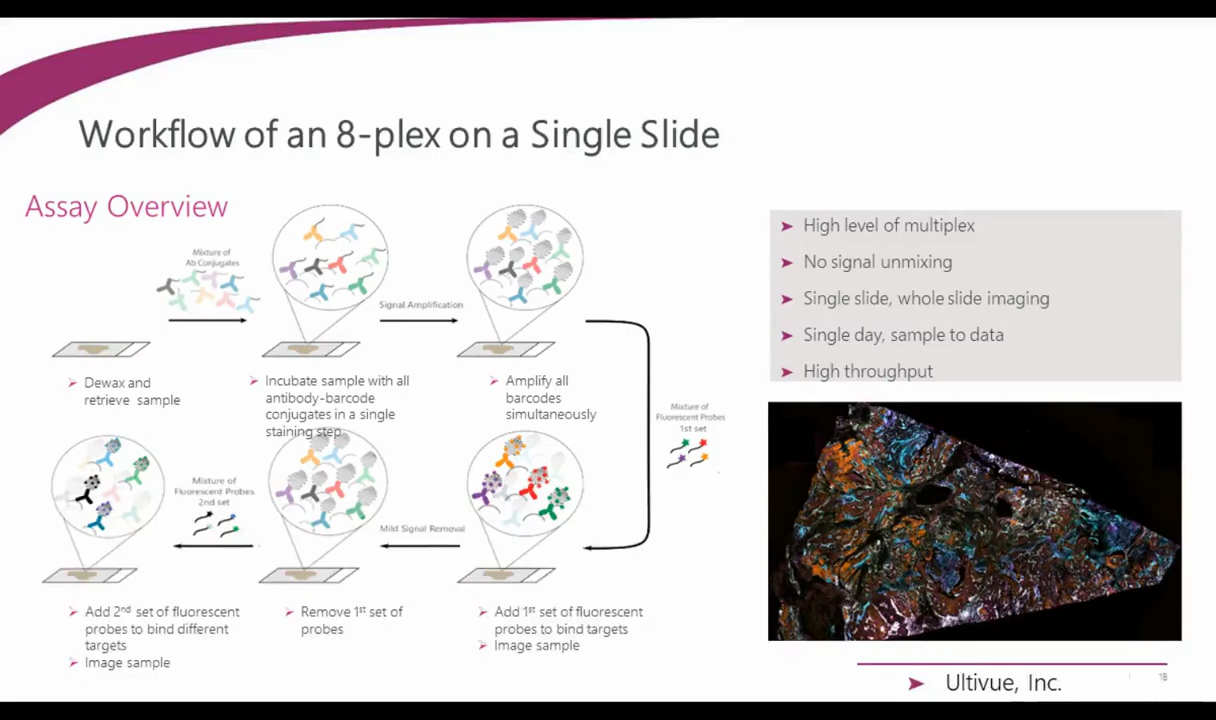 Workflow of an 8-plex on a Single Slide
Assay Overview
Mixture of
Ab Conjugates
Signal Amplification
➤ Dewax and
retrieve sample
➤ Incubate sample with all
antibody-barcode
conjugates in a single
staining step
➤ Amplify all
barcodes
simultaneously
Mixture of
Fluorescent Probes
1st set
Mixture of
Fluorescent Probes
2nd set
Mild Signal Removal
➤ Add 2nd set of fluorescent
probes to bind different
targets
➤ Image sample
➤ Remove 1st set of
probes
➤ Add 1st set of fluorescent
probes to bind targets
➤ Image sample
➤ High level of multiplex
➤ No signal unmixing
➤ Single slide, whole slide imaging
➤ Single day, sample to data
➤ High throughput
➤ Ultivue, Inc.
18